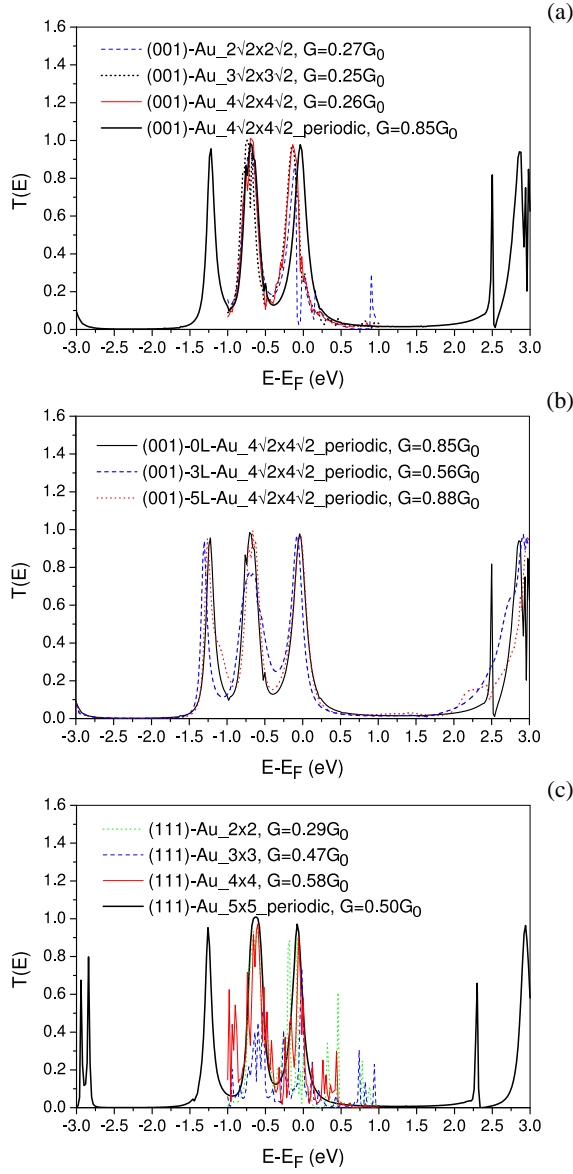 (a)
1.6
1.4
1.2
1.0
0.8
0.6
0.4
0.2
0.0
T(E)
(001)-Au_2√2x2√2, G=0.27G0
(001)-Au_3√2x3√2, G=0.25G0
(001)-Au_4√2x4√2, G=0.26G0
(001)-Au_4√2x4√2_periodic, G=0.85G0
-3.0 -2.5 -2.0 -1.5 -1.0 -0.5 0.0 0.5 1.0 1.5 2.0 2.5 3.0
E-EF (eV)
(b)
1.6
1.4
1.2
1.0
0.8
0.6
0.4
0.2
0.0
T(E)
(001)-0L-Au_4√2x4√2_periodic, G=0.85G0
(001)-3L-Au_4√2x4√2_periodic, G=0.56G0
(001)-5L-Au_4√2x4√2_periodic, G=0.88G0
-3.0 -2.5 -2.0 -1.5 -1.0 -0.5 0.0 0.5 1.0 1.5 2.0 2.5 3.0
E-EF (eV)
(c)
1.6
1.4
1.2
1.0
0.8
0.6
0.4
0.2
0.0
T(E)
(111)-Au_2x2, G=0.29G0
(111)-Au_3x3, G=0.47G0
(111)-Au_4x4, G=0.58G0
(111)-Au_5x5_periodic, G=0.50G0
-3.0 -2.5 -2.0 -1.5 -1.0 -0.5 0.0 0.5 1.0 1.5 2.0 2.5 3.0
E-EF (eV)